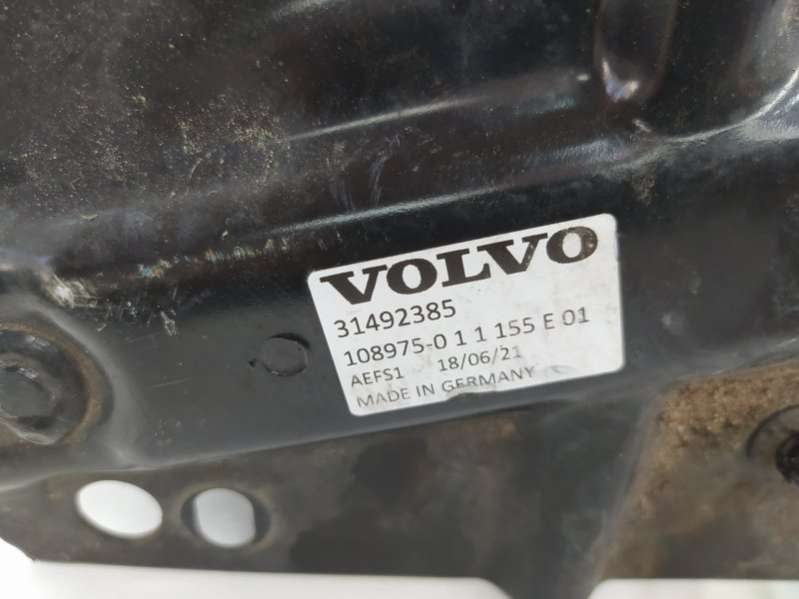 VOLVO
31492385
108975-0 1 1 155 E 01
AEFS1 18/06/21
MADE IN GERMANY